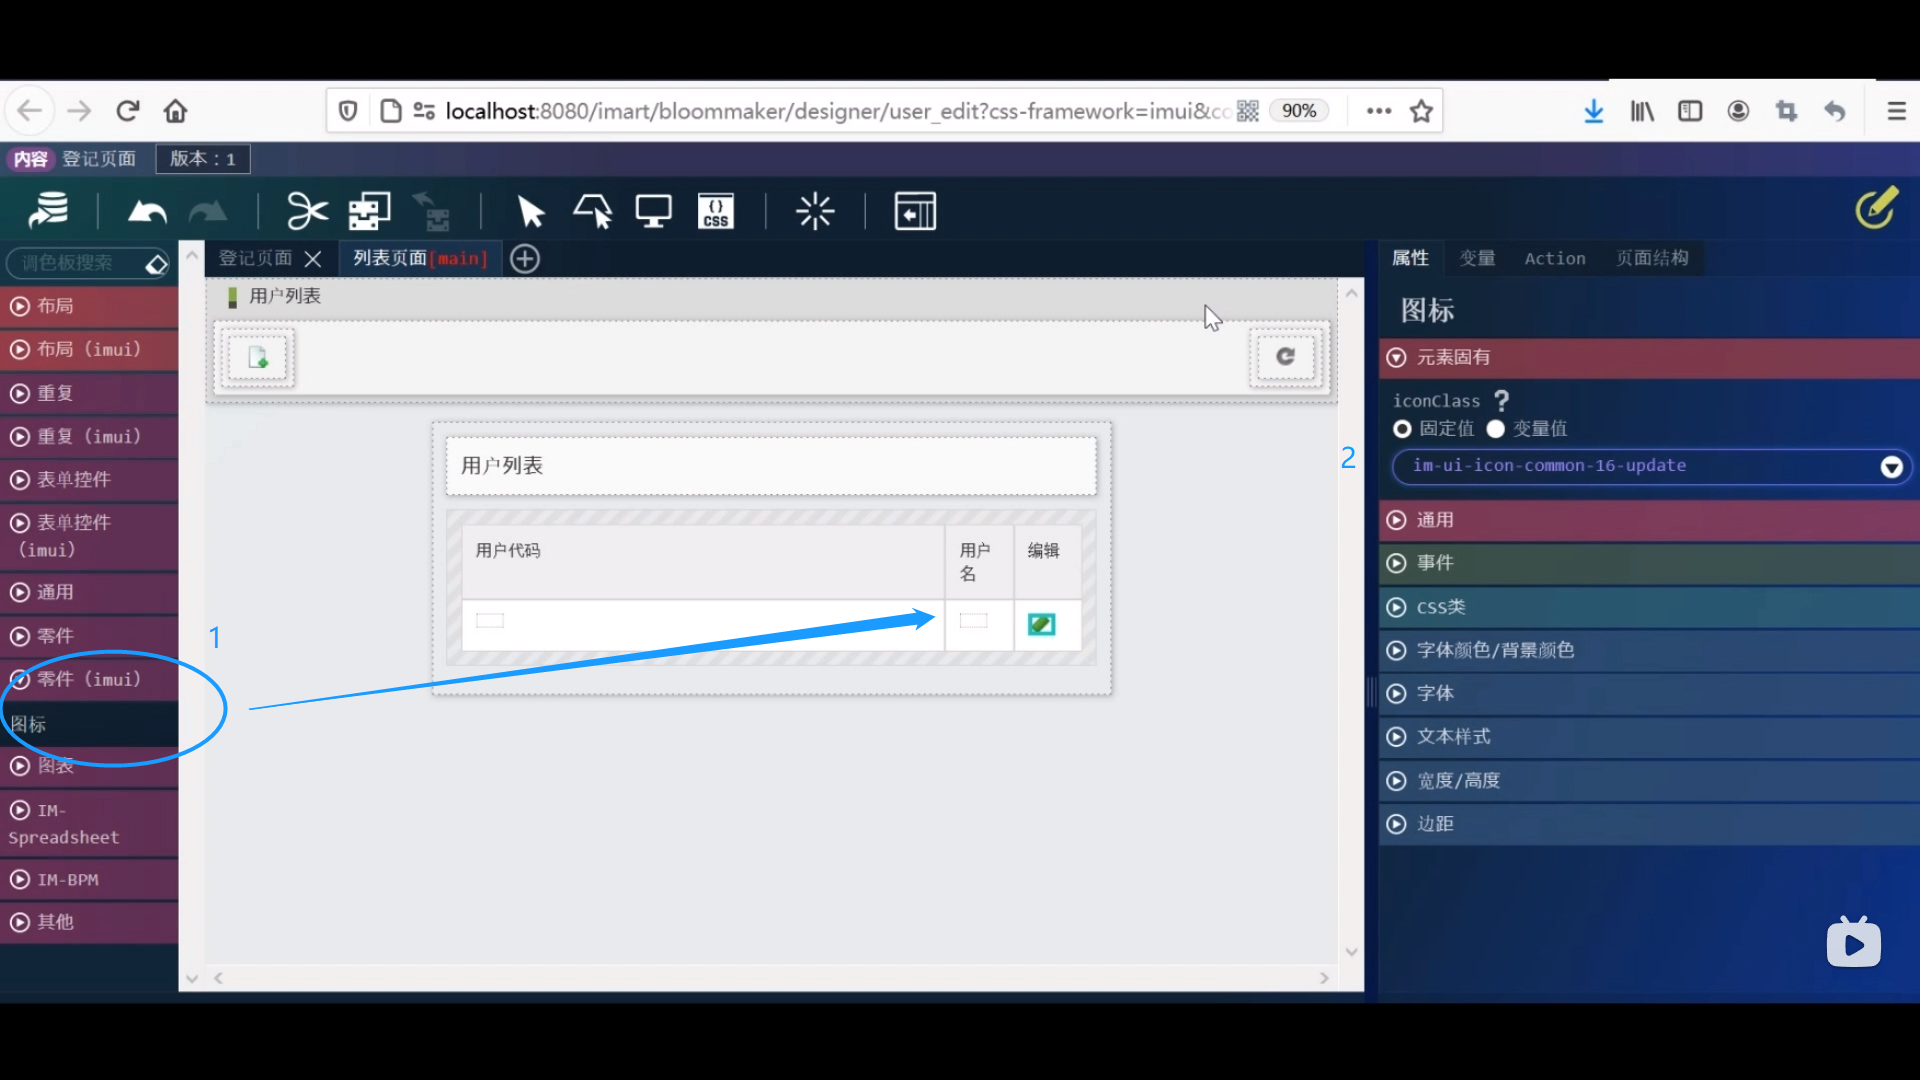 localhost:8080/imart/bloommaker/designer/user_edit?css-framework=imui&co
90%
内容 登记页面 版本：1
{} CSS
调色板搜索
布局
布局（imui）
重复
重复（imui）
表单控件
表单控件
（imui）
通用
零件
1
零件（imui）
图标
图表
IM-
Spreadsheet
IM-BPM
其他
登记页面
列表页面[main]
用户列表
用户列表
用户代码
用户
名
编辑
2
属性 变量 Action 页面结构
图标
元素固有
iconClass ?
固定值 变量值
im-ui-icon-common-16-update
通用
事件
CSS类
字体颜色/背景颜色
字体
文本样式
宽度/高度
边距